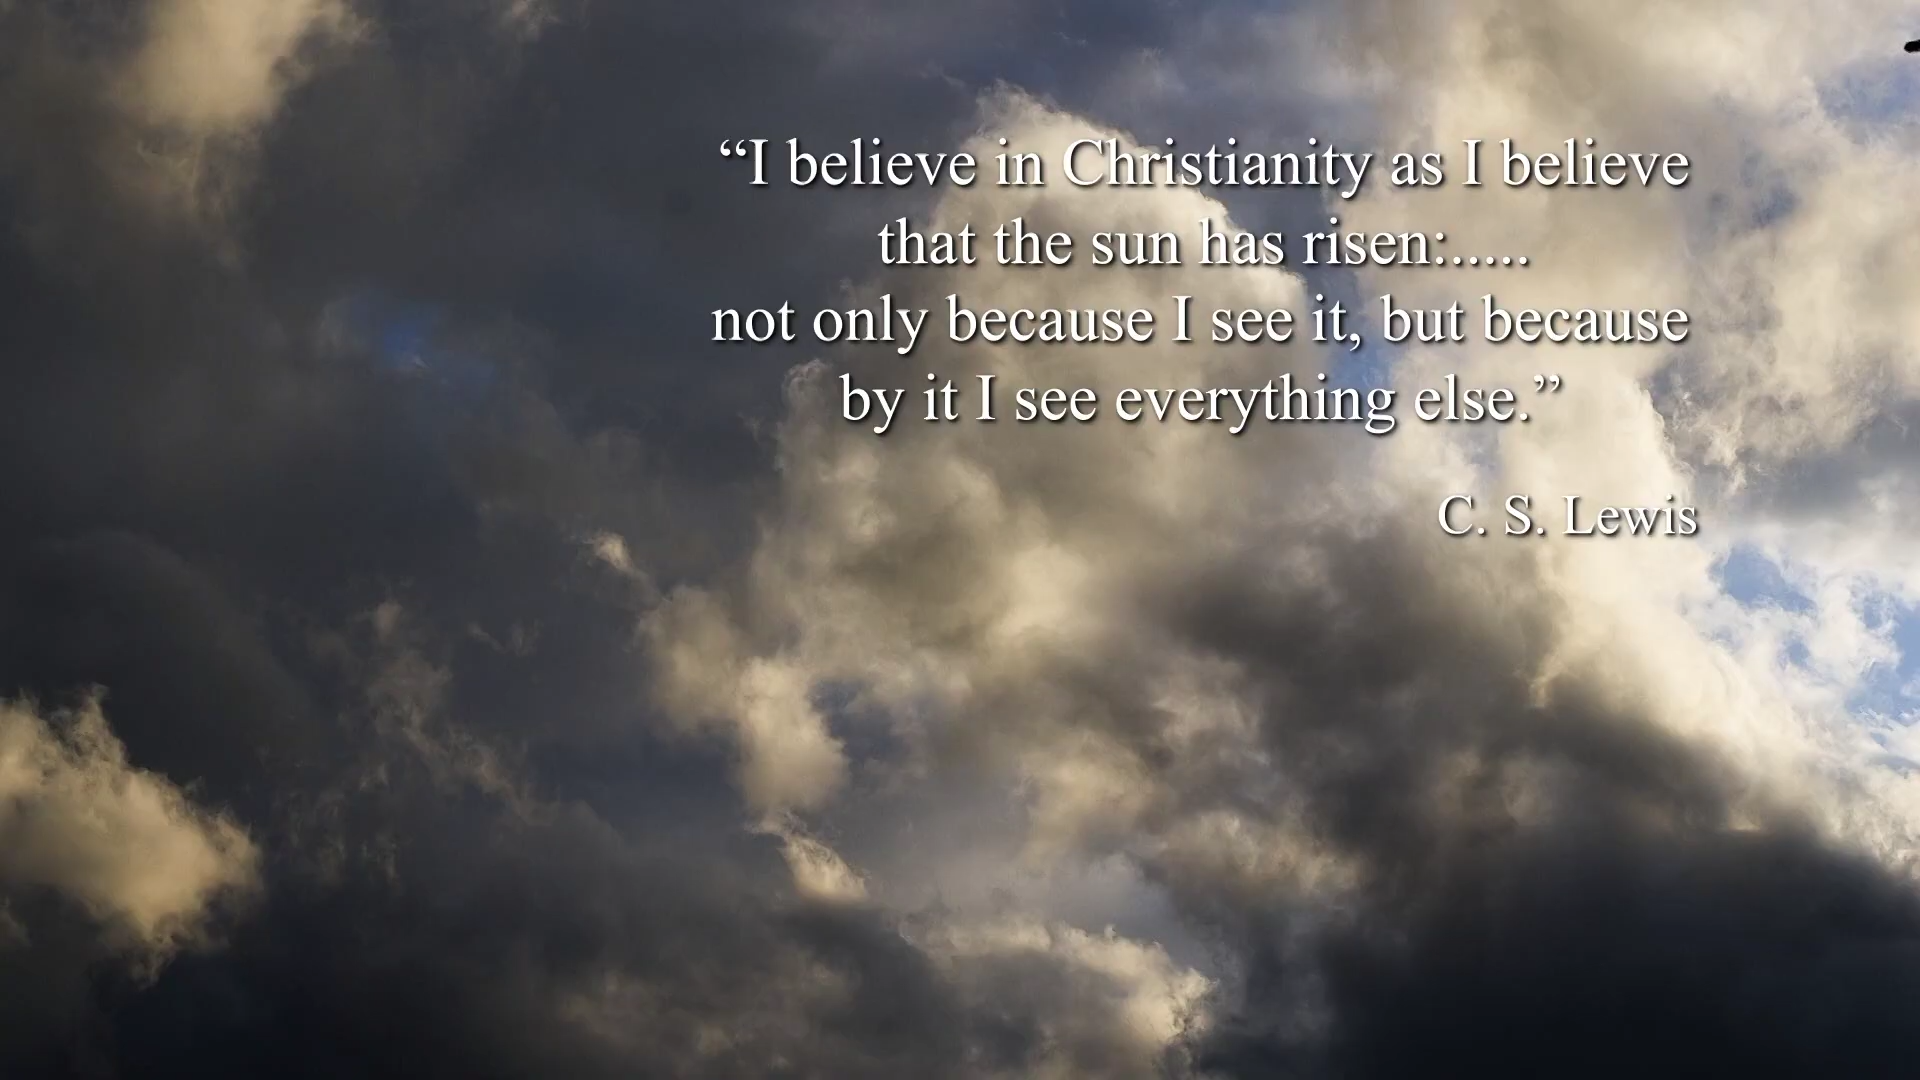 “I believe in Christianity as I believe
that the sun has risen:.....
not only because I see it, but because
by it I see everything else.”
C. S. Lewis